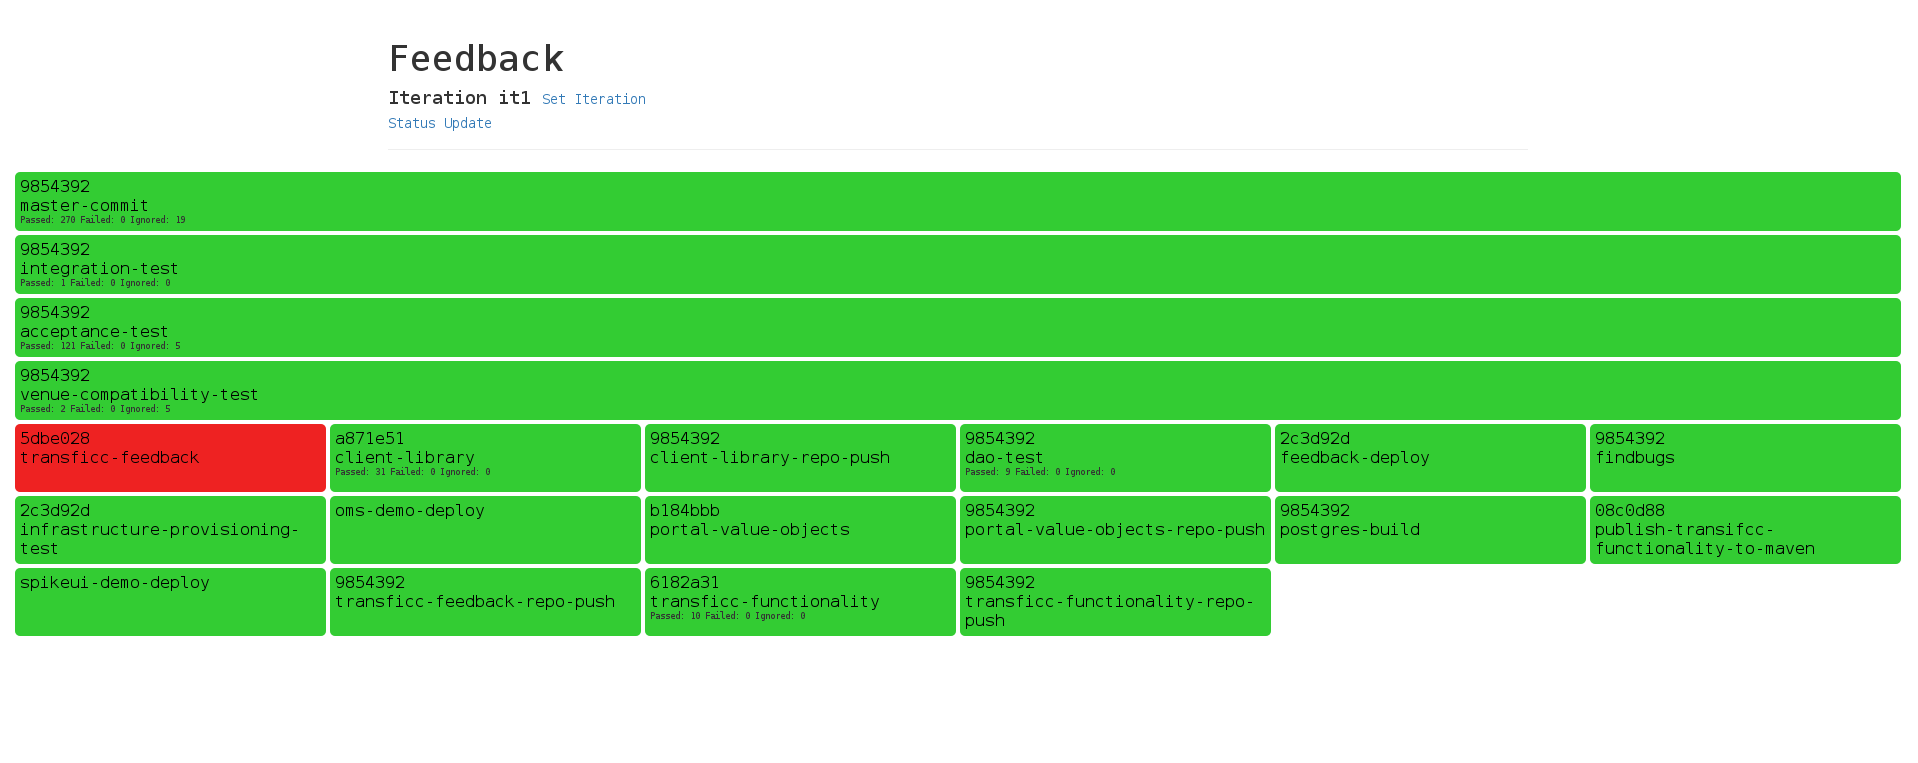 Feedback
Iteration it1 Set Iteration
Status Update
9854392
master-commit
Passed: 270 Failed: 0 Ignored: 19
9854392
integration-test
Passed: 1 Failed: 0 Ignored: 0
9854392
acceptance-test
Passed: 121 Failed: 0 Ignored: 5
9854392
venue-compatibility-test
Passed: 2 Failed: 0 Ignored: 5
5dbe028
transficc-feedback
a871e51
client-library
Passed: 31 Failed: 0 Ignored: 0
9854392
client-library-repo-push
9854392
dao-test
Passed: 9 Failed: 0 Ignored: 0
2c3d92d
feedback-deploy
9854392
findbugs
2c3d92d
infrastructure-provisioning-
test
oms-demo-deploy
b184bbb
portal-value-objects
9854392
portal-value-objects-repo-push
9854392
postgres-build
08c0d88
publish-transifcc-
functionality-to-maven
spikeui-demo-deploy
9854392
transficc-feedback-repo-push
6182a31
transficc-functionality
Passed: 10 Failed: 0 Ignored: 0
9854392
transficc-functionality-repo-
push